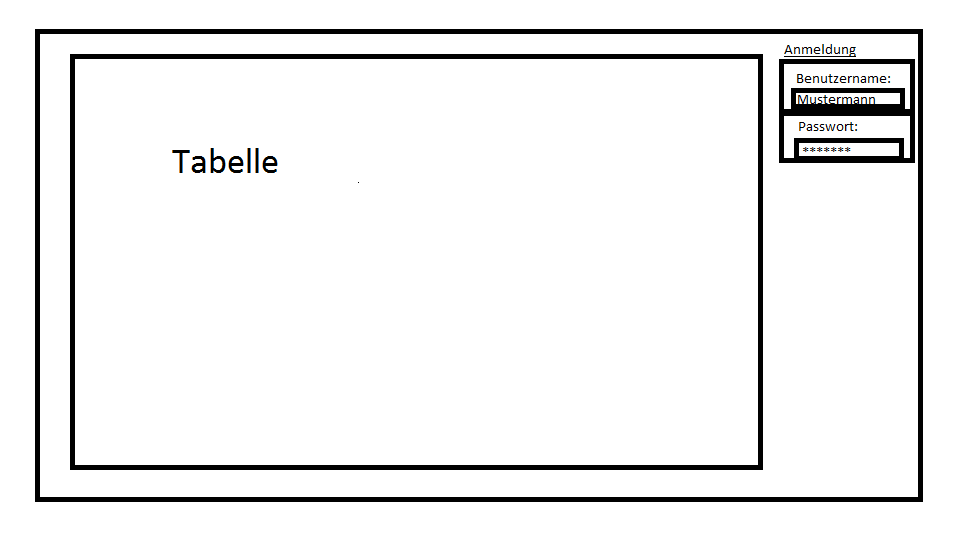 Anmeldung
Benutzername:
Mustermann
Passwort:
*******
Tabelle